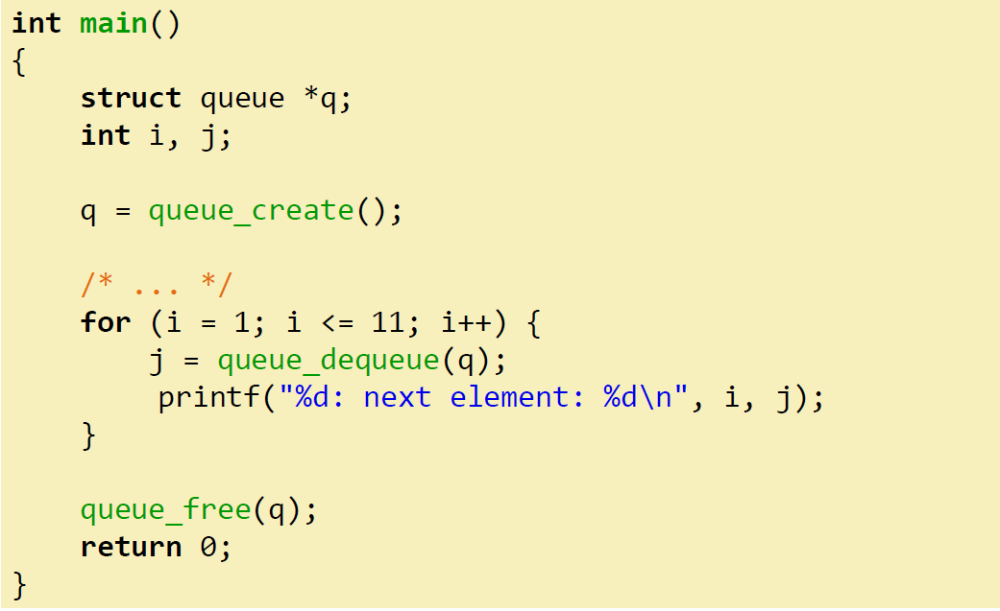 int main()
{
    struct queue *q;
    int i, j;

    q = queue_create();

    /* ... */
    for (i = 1; i <= 11; i++) {
        j = queue_dequeue(q);
        printf("%d: next element: %d\n", i, j);
    }

    queue_free(q);
    return 0;
}